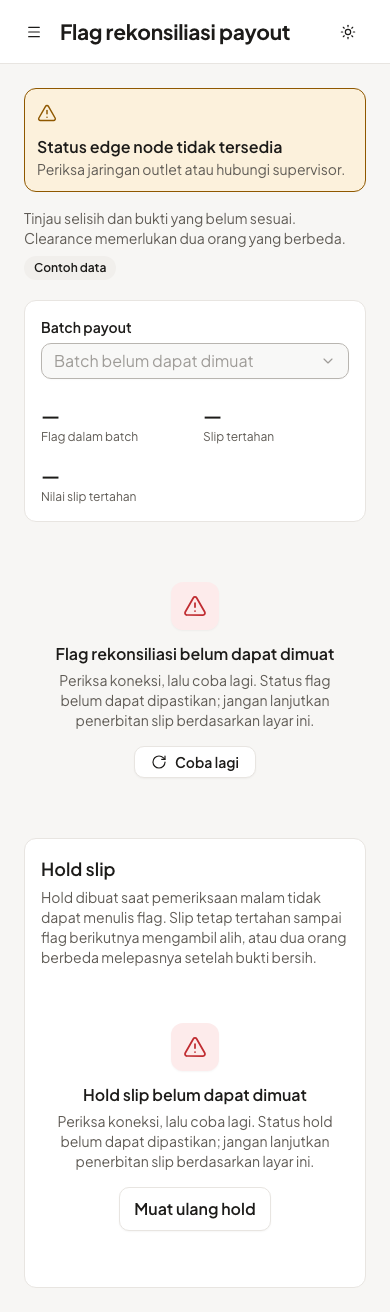 Flag rekonsiliasi payout
Status edge node tidak tersedia
Periksa jaringan outlet atau hubungi supervisor.
Tinjau selisih dan bukti yang belum sesuai.
Clearance memerlukan dua orang yang berbeda.
Contoh data
Batch payout
Batch belum dapat dimuat
— —
Flag dalam batch Slip tertahan
—
Nilai slip tertahan
Flag rekonsiliasi belum dapat dimuat
Periksa koneksi, lalu coba lagi. Status flag
belum dapat dipastikan; jangan lanjutkan
penerbitan slip berdasarkan layar ini.
Coba lagi
Hold slip
Hold dibuat saat pemeriksaan malam tidak
dapat menulis flag. Slip tetap tertahan sampai
flag berikutnya mengambil alih, atau dua orang
berbeda melepasnya setelah bukti bersih.
Hold slip belum dapat dimuat
Periksa koneksi, lalu coba lagi. Status hold
belum dapat dipastikan; jangan lanjutkan
penerbitan slip berdasarkan layar ini.
Muat ulang hold